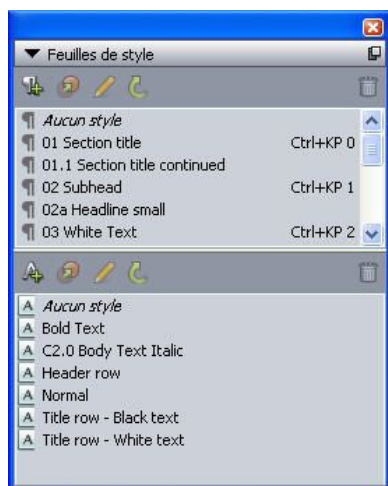 Feuilles de style
Aucun style
01 Section title Ctrl+KP 0
01.1 Section title continued
02 Subhead Ctrl+KP 1
02a Headline small
03 White Text Ctrl+KP 2
Aucun style
A Bold Text
A C2.0 Body Text Italic
A Header row
A Normal
A Title row - Black text
A Title row - White text